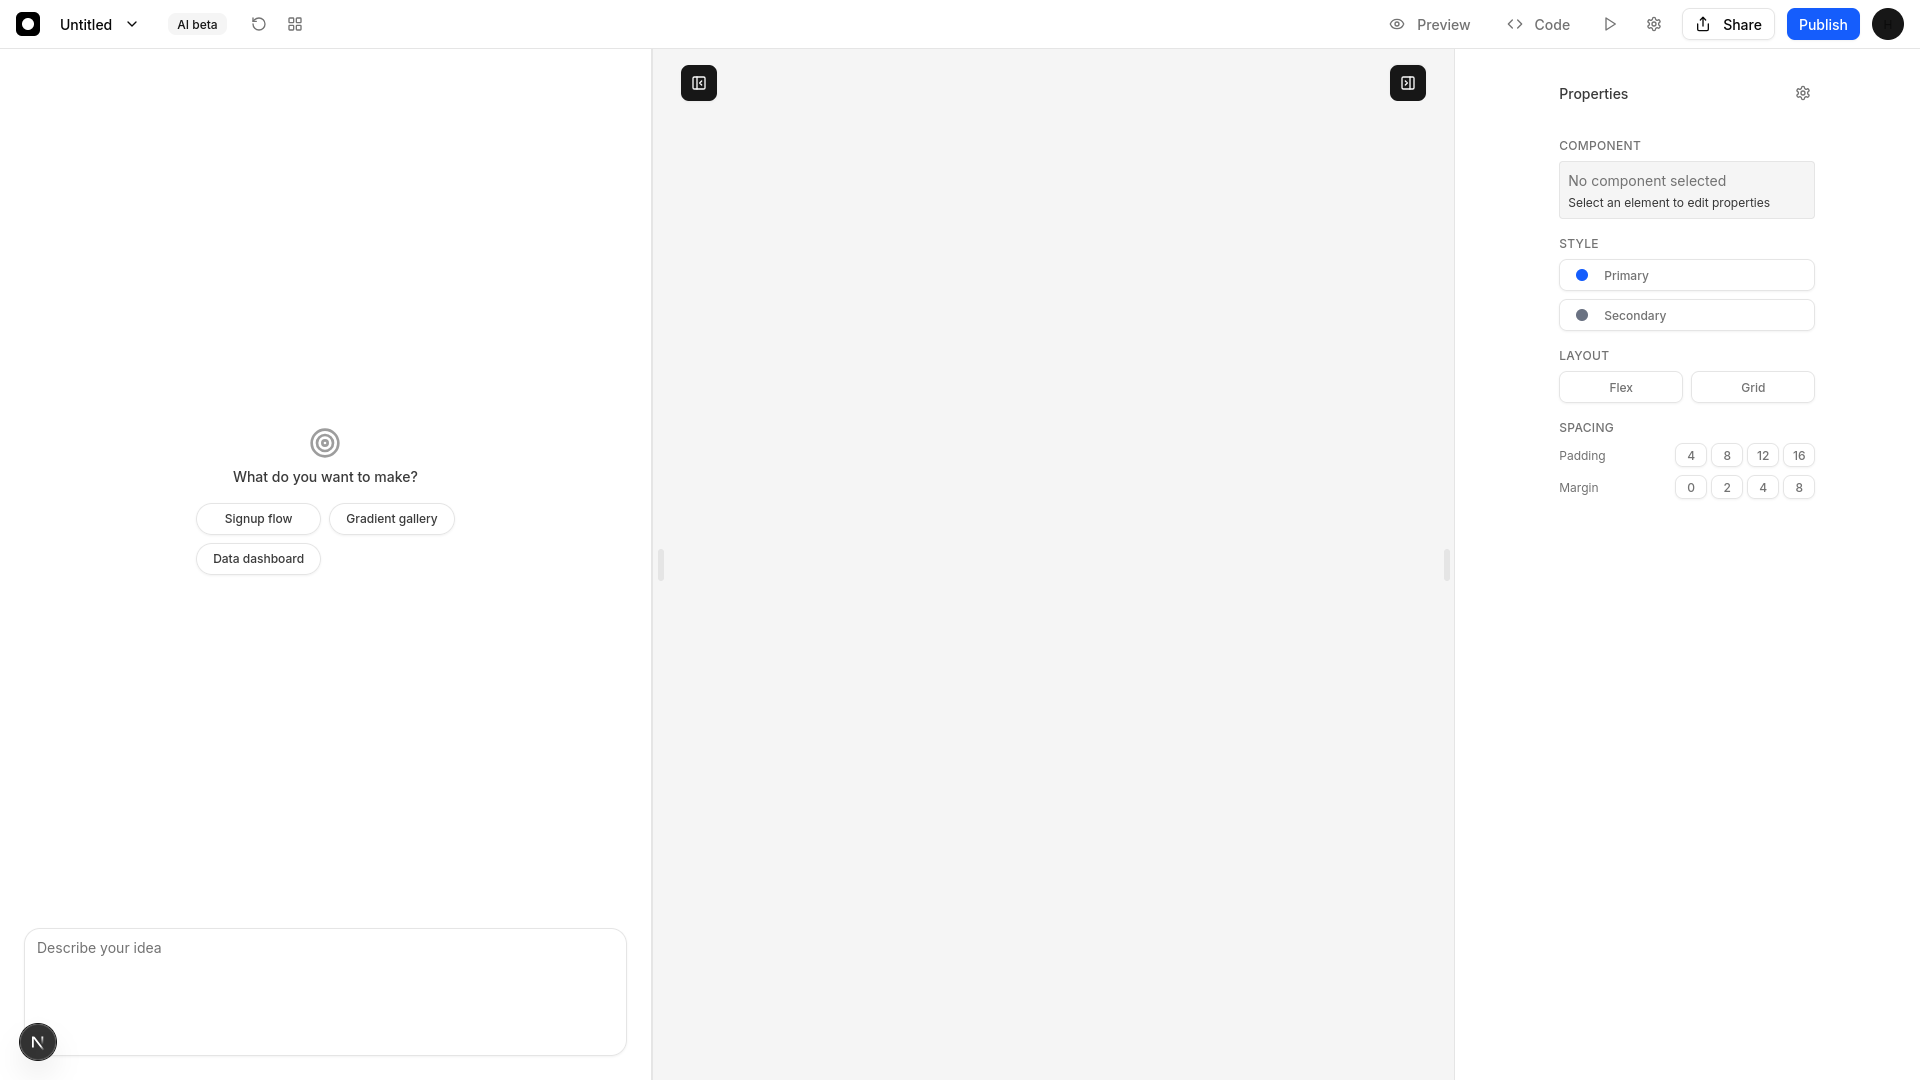 Untitled
AI beta
Preview
Code
Share
Publish
Properties
COMPONENT
No component selected
Select an element to edit properties
STYLE
Primary
Secondary
LAYOUT
Flex
Grid
SPACING
Padding
4
8
12
16
Margin
0
2
4
8
What do you want to make?
Signup flow
Gradient gallery
Data dashboard
Describe your idea
N